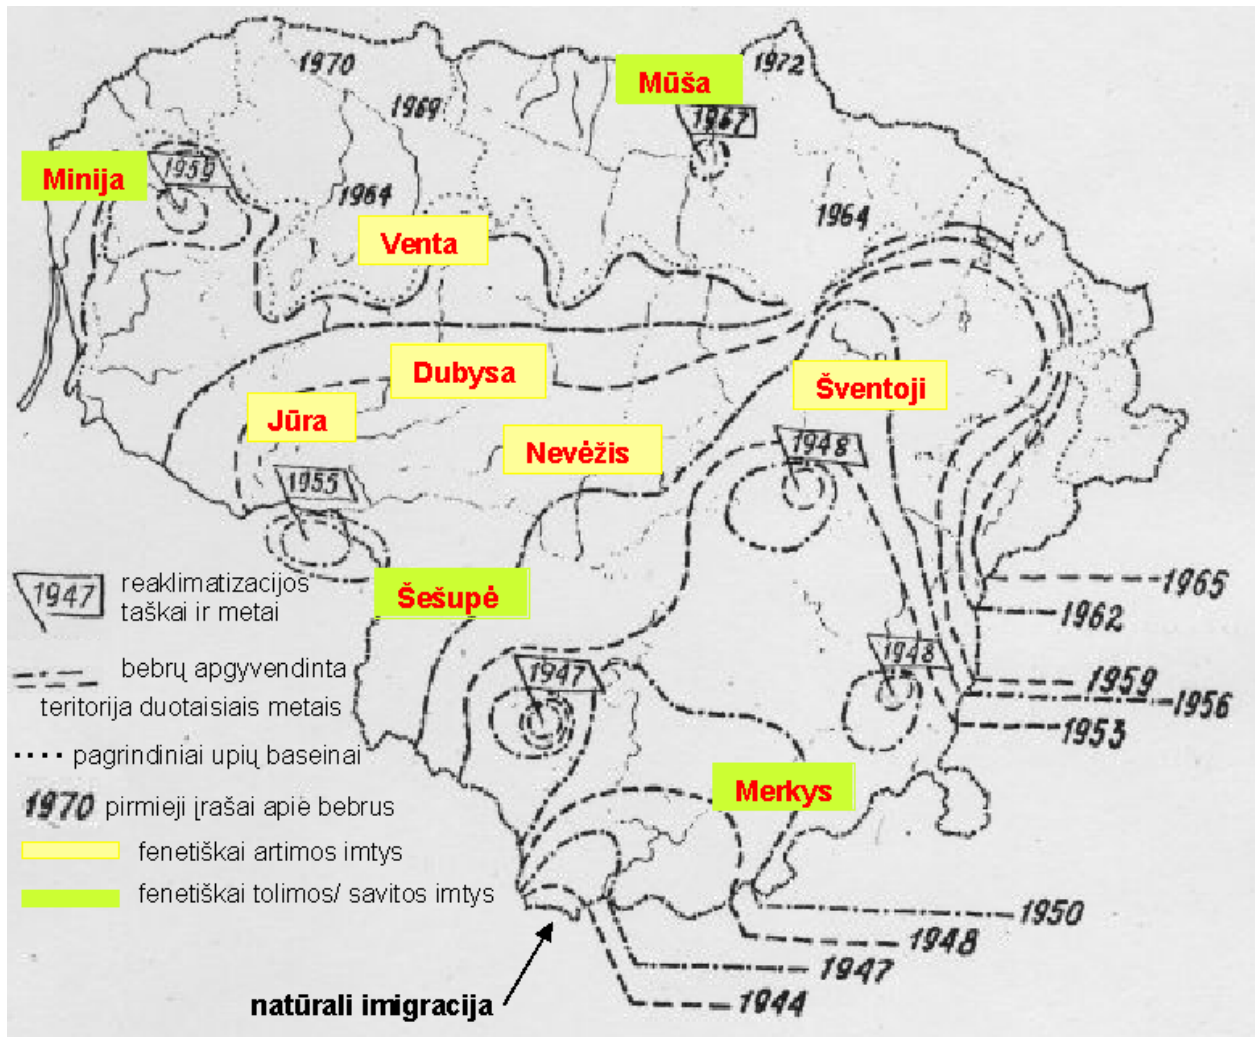 1970
1972
Mūša
1969
1967
Minija
1959
1964
1964
Venta
Dubysa
Šventoji
Jūra
Nevėžis
1948
1955
1947
reaklimatizacijos
taškai ir metai
Šešupė
1965
1962
bebrų apgyvendinta
teritorija duotaisiais metais
1947
1948
1959
1956
1953
pagrindiniai upių baseinai
1970 pirmieji įrašai apie bebrus
Merkys
fenetiškai artimos imtys
fenetiškai tolimos/ savitos imtys
1950
1948
1947
1944
natūrali imigracija